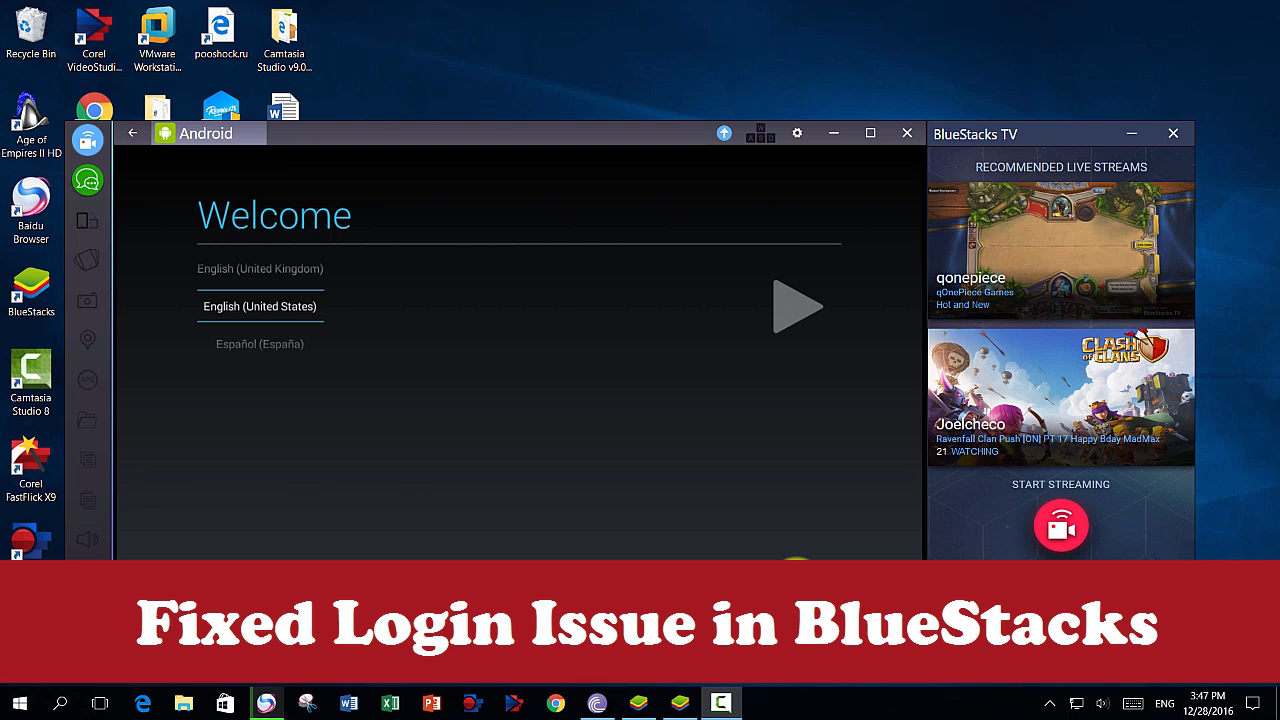 Recycle Bin
Corel
VideoStudi...
VMware
Workstati...
pooshock.ru
Camtasia
Studio v9.0...
Age of
Empires II HD
Baidu
Browser
BlueStacks
Camtasia
Studio 8
Corel
FastFlick X9
Android
W
A S D
APK
Welcome
English (United Kingdom)
English (United States)
Español (España)
BlueStacks TV
RECOMMENDED LIVE STREAMS
qonepiece
qOnePiece Games
Hot and New
BlueStacks TV
CLASH
OF CLANS
Joelcheco
Ravenfall Clan Push [ON] PT 17 Happy Bday MadMax
21 WATCHING
START STREAMING
Fixed Login Issue in BlueStacks
ENG
3:47 PM
12/28/2016